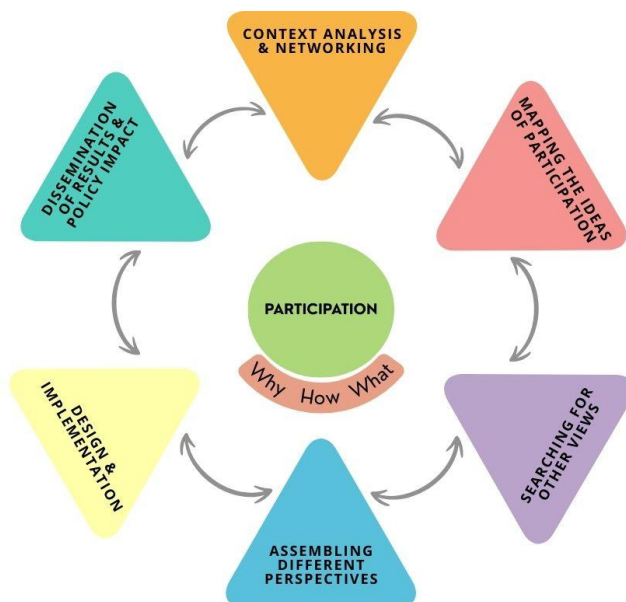 CONTEXT ANALYSIS
& NETWORKING
MAPPING THE IDEAS
OF PARTICIPATION
SEARCHING FOR
OTHER VIEWS
ASSEMBLING
DIFFERENT
PERSPECTIVES
DESIGN &
IMPLEMENTATION
DISSEMINATION
OF RESULTS &
POLICY IMPACT
PARTICIPATION
Why How What